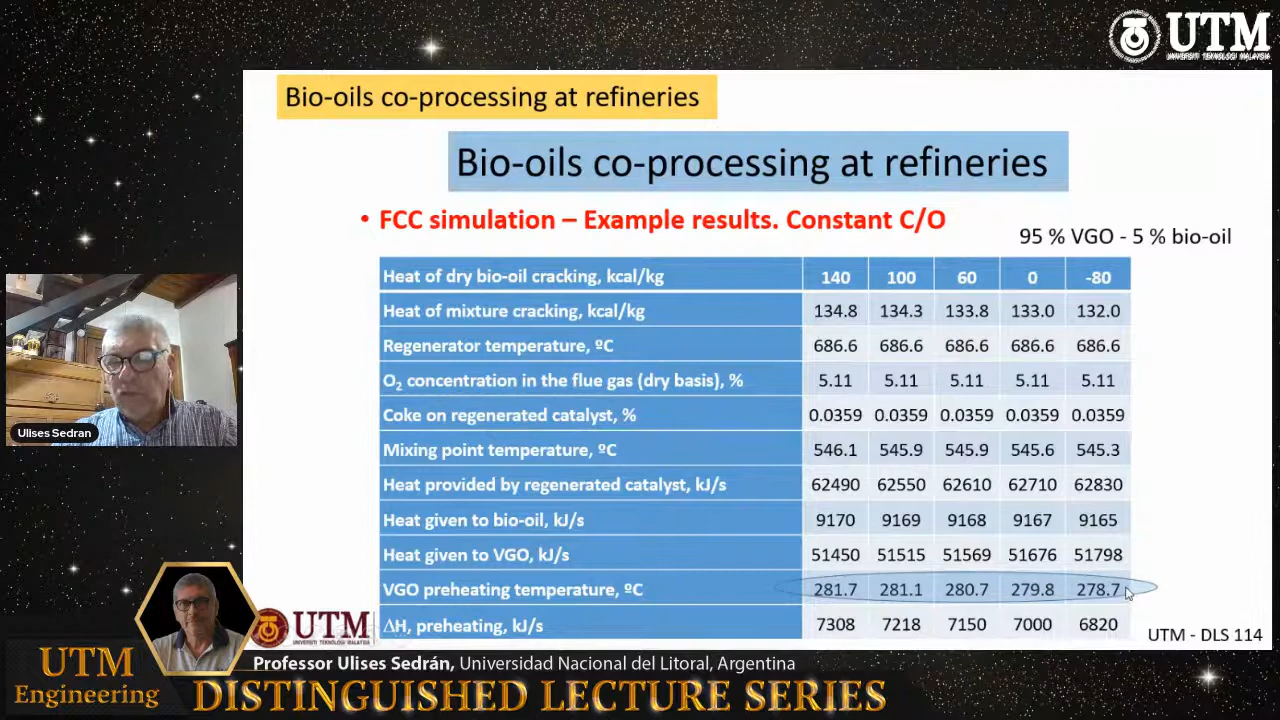 UTM
UNIVERSITI TEKNOLOGI MALAYSIA
Bio-oils co-processing at refineries
Bio-oils co-processing at refineries
• FCC simulation – Example results. Constant C/O
95 % VGO - 5 % bio-oil
Heat of dry bio-oil cracking, kcal/kg 140 100 60 0 -80
Heat of mixture cracking, kcal/kg 134.8 134.3 133.8 133.0 132.0
Regenerator temperature, ºC 686.6 686.6 686.6 686.6 686.6
O2 concentration in the flue gas (dry basis), % 5.11 5.11 5.11 5.11 5.11
Coke on regenerated catalyst, % 0.0359 0.0359 0.0359 0.0359 0.0359
Mixing point temperature, ºC 546.1 545.9 545.9 545.6 545.3
Heat provided by regenerated catalyst, kJ/s 62490 62550 62610 62710 62830
Heat given to bio-oil, kJ/s 9170 9169 9168 9167 9165
Heat given to VGO, kJ/s 51450 51515 51569 51676 51798
VGO preheating temperature, ºC 281.7 281.1 280.7 279.8 278.7
ΔH, preheating, kJ/s 7308 7218 7150 7000 6820
Ulises Sedran
UTM
UNIVERSITI TEKNOLOGI MALAYSIA
UTM - DLS 114
UTM
Engineering
Professor Ulises Sedrán, Universidad Nacional del Litoral, Argentina
DISTINGUISHED LECTURE SERIES